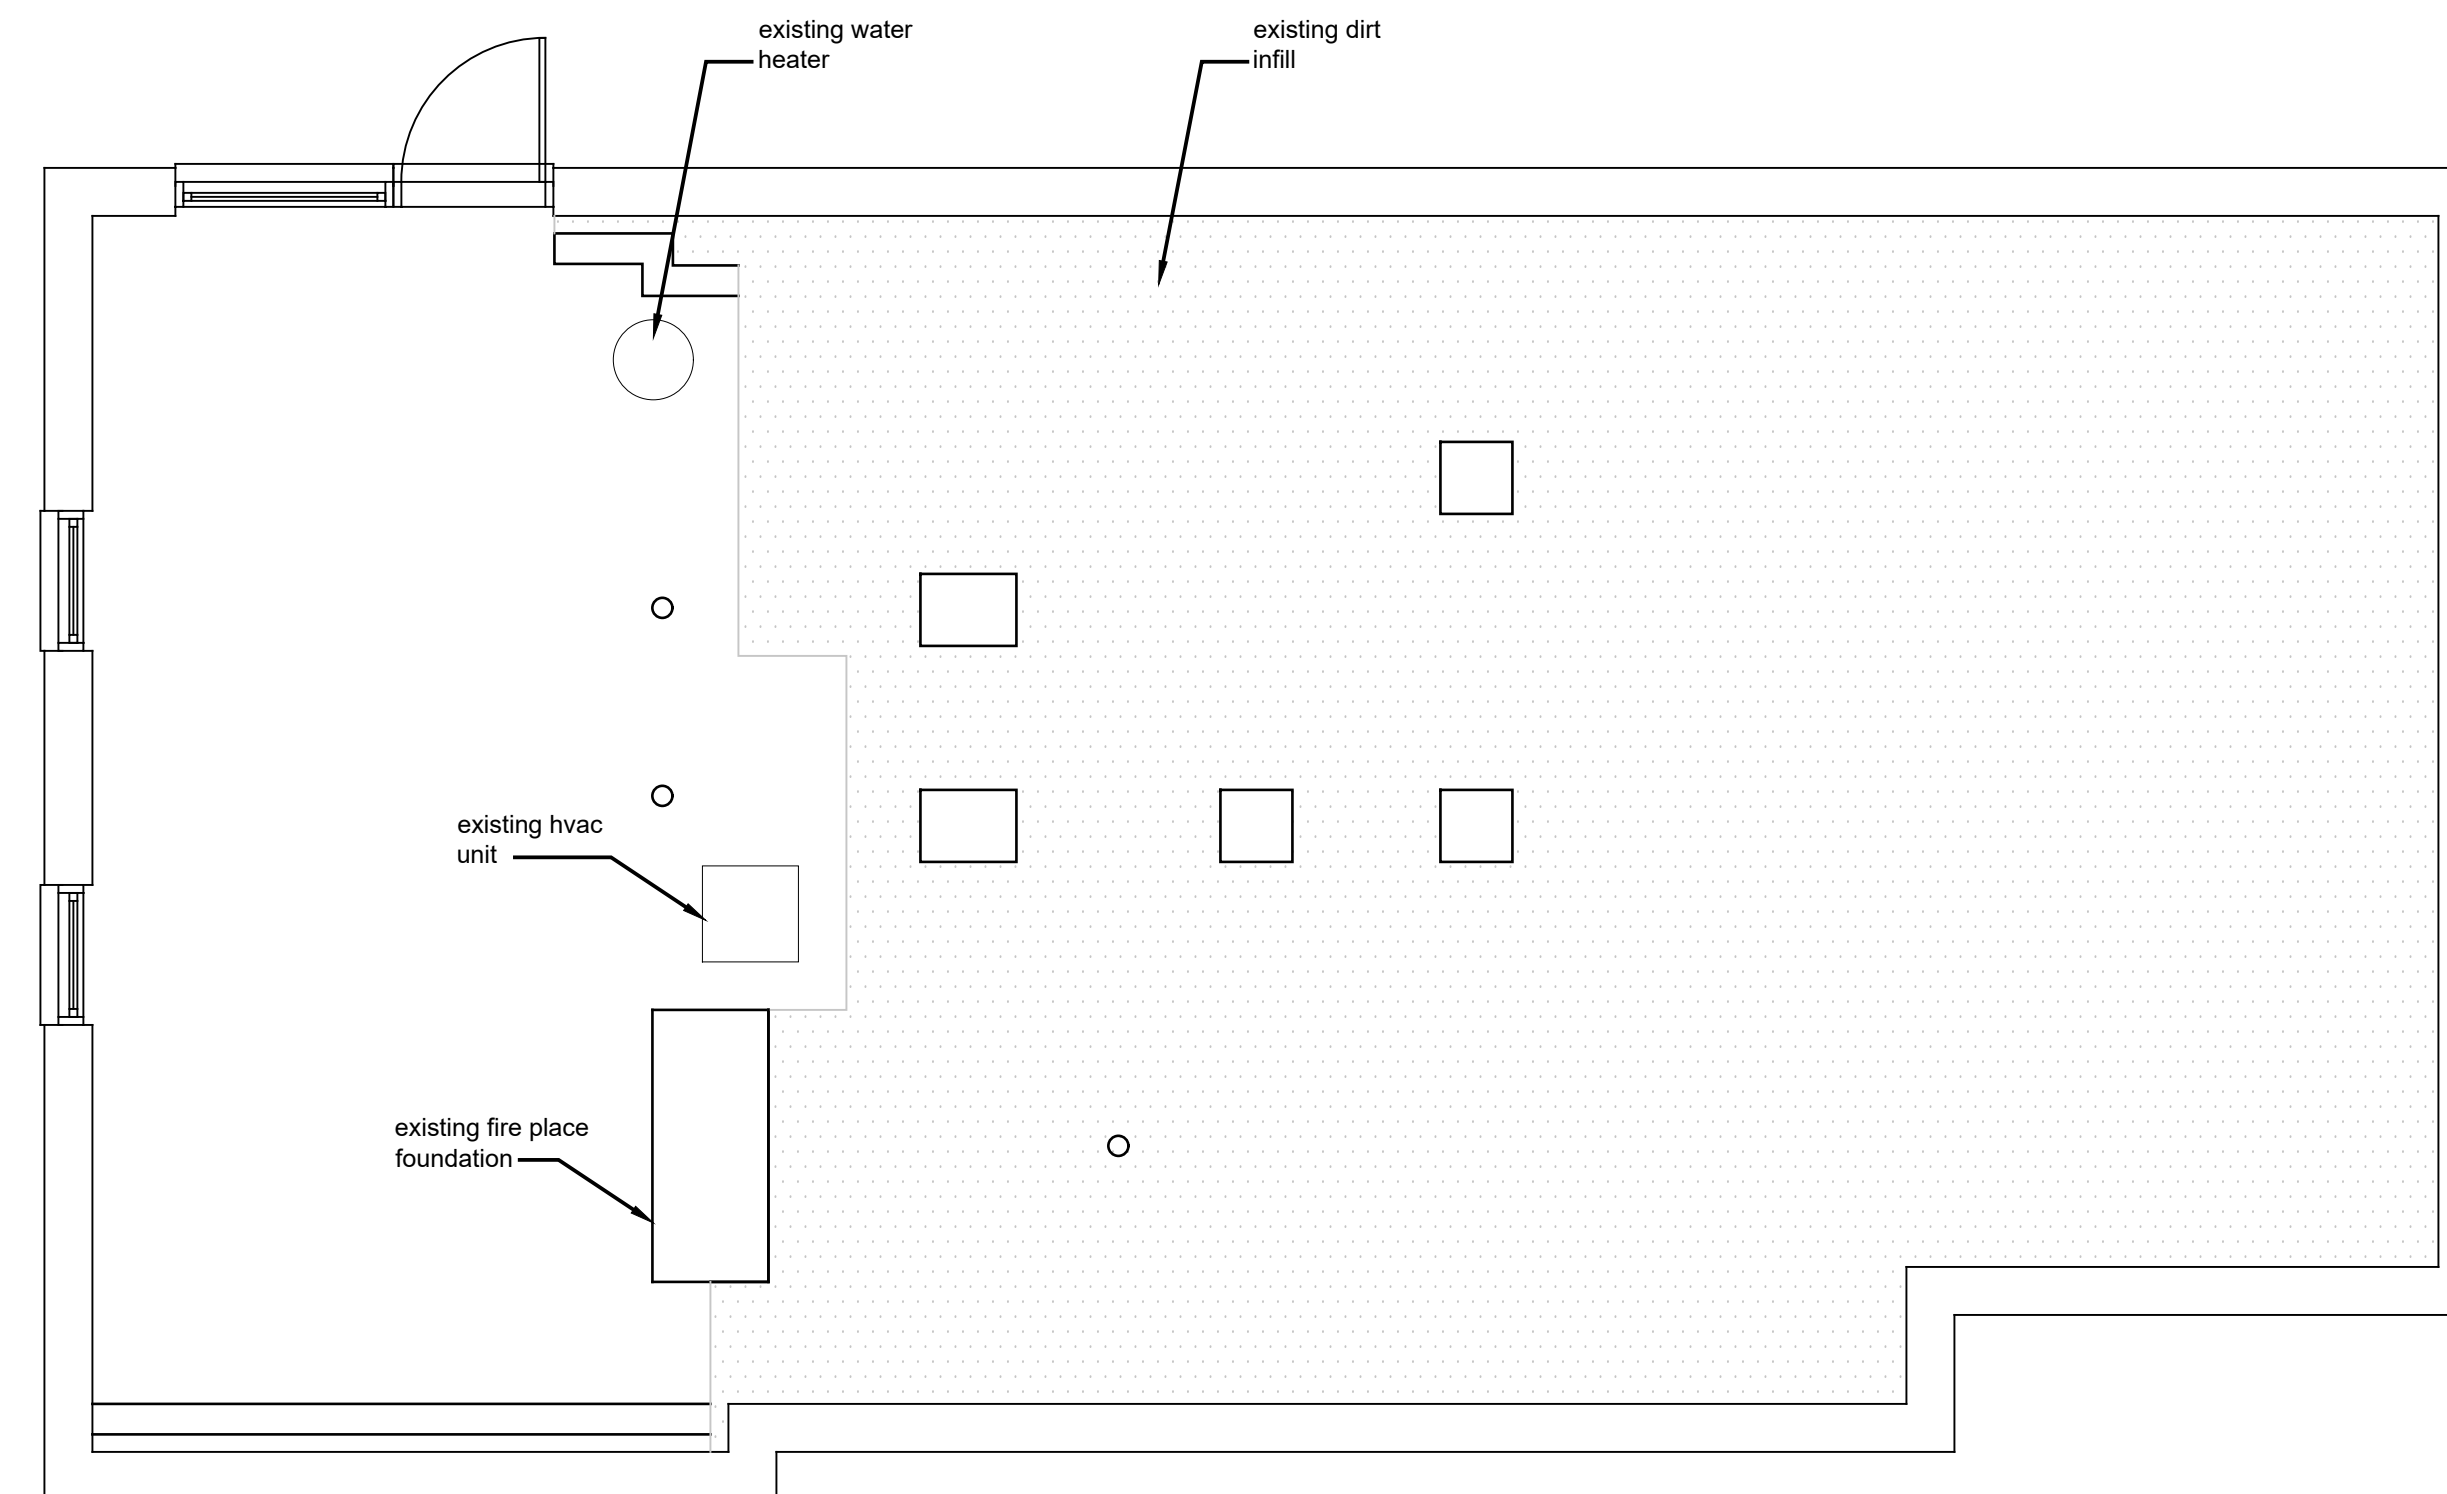 existing water
heater
existing dirt
infill
existing hvac
unit
existing fire place
foundation